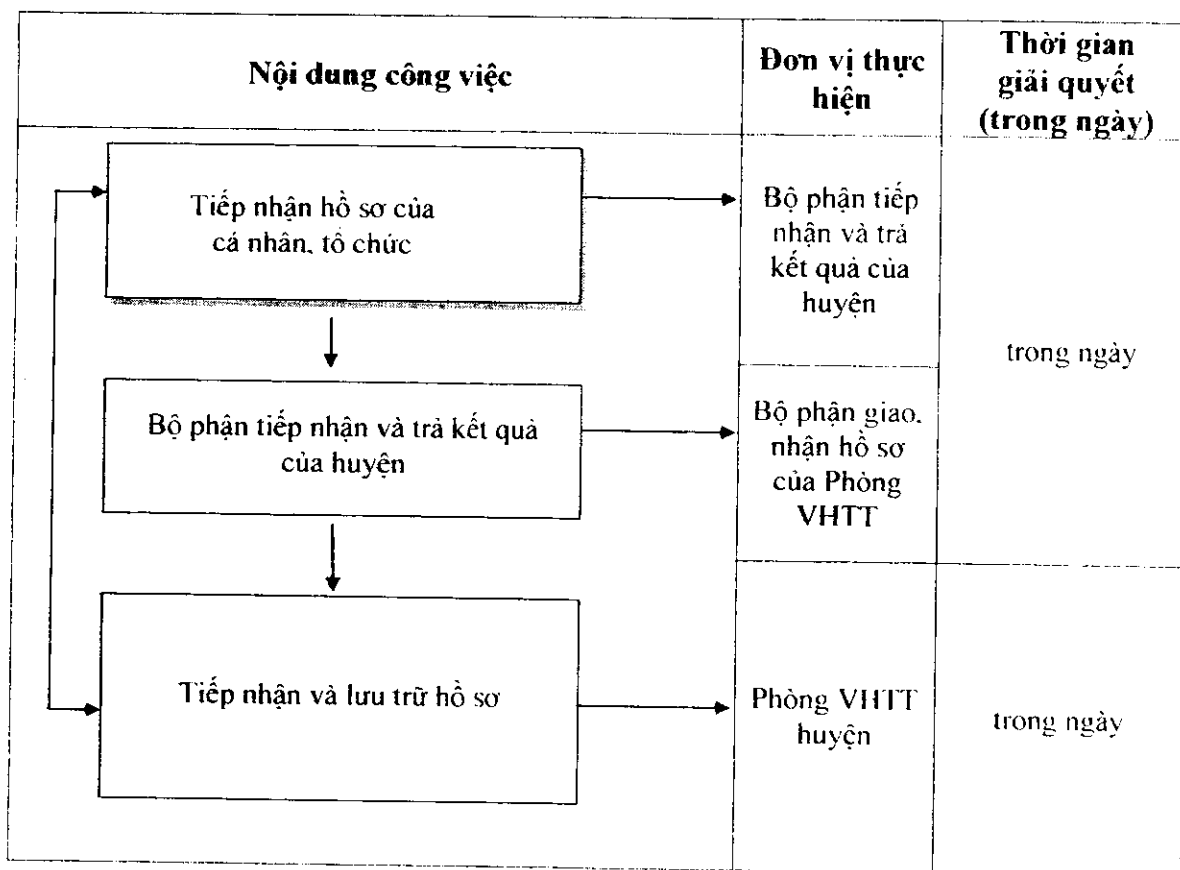 Nội dung công việc
Đơn vị thực
hiện
Thời gian
giải quyết
(trong ngày)
Tiếp nhận hồ sơ của
cá nhân, tổ chức
Bộ phận tiếp
nhận và trả
kết quả của
huyện
trong ngày
Bộ phận tiếp nhận và trả kết quả
của huyện
Bộ phận giao,
nhận hồ sơ
của Phòng
VHTT
Tiếp nhận và lưu trữ hồ sơ
Phòng VHTT
huyện
trong ngày